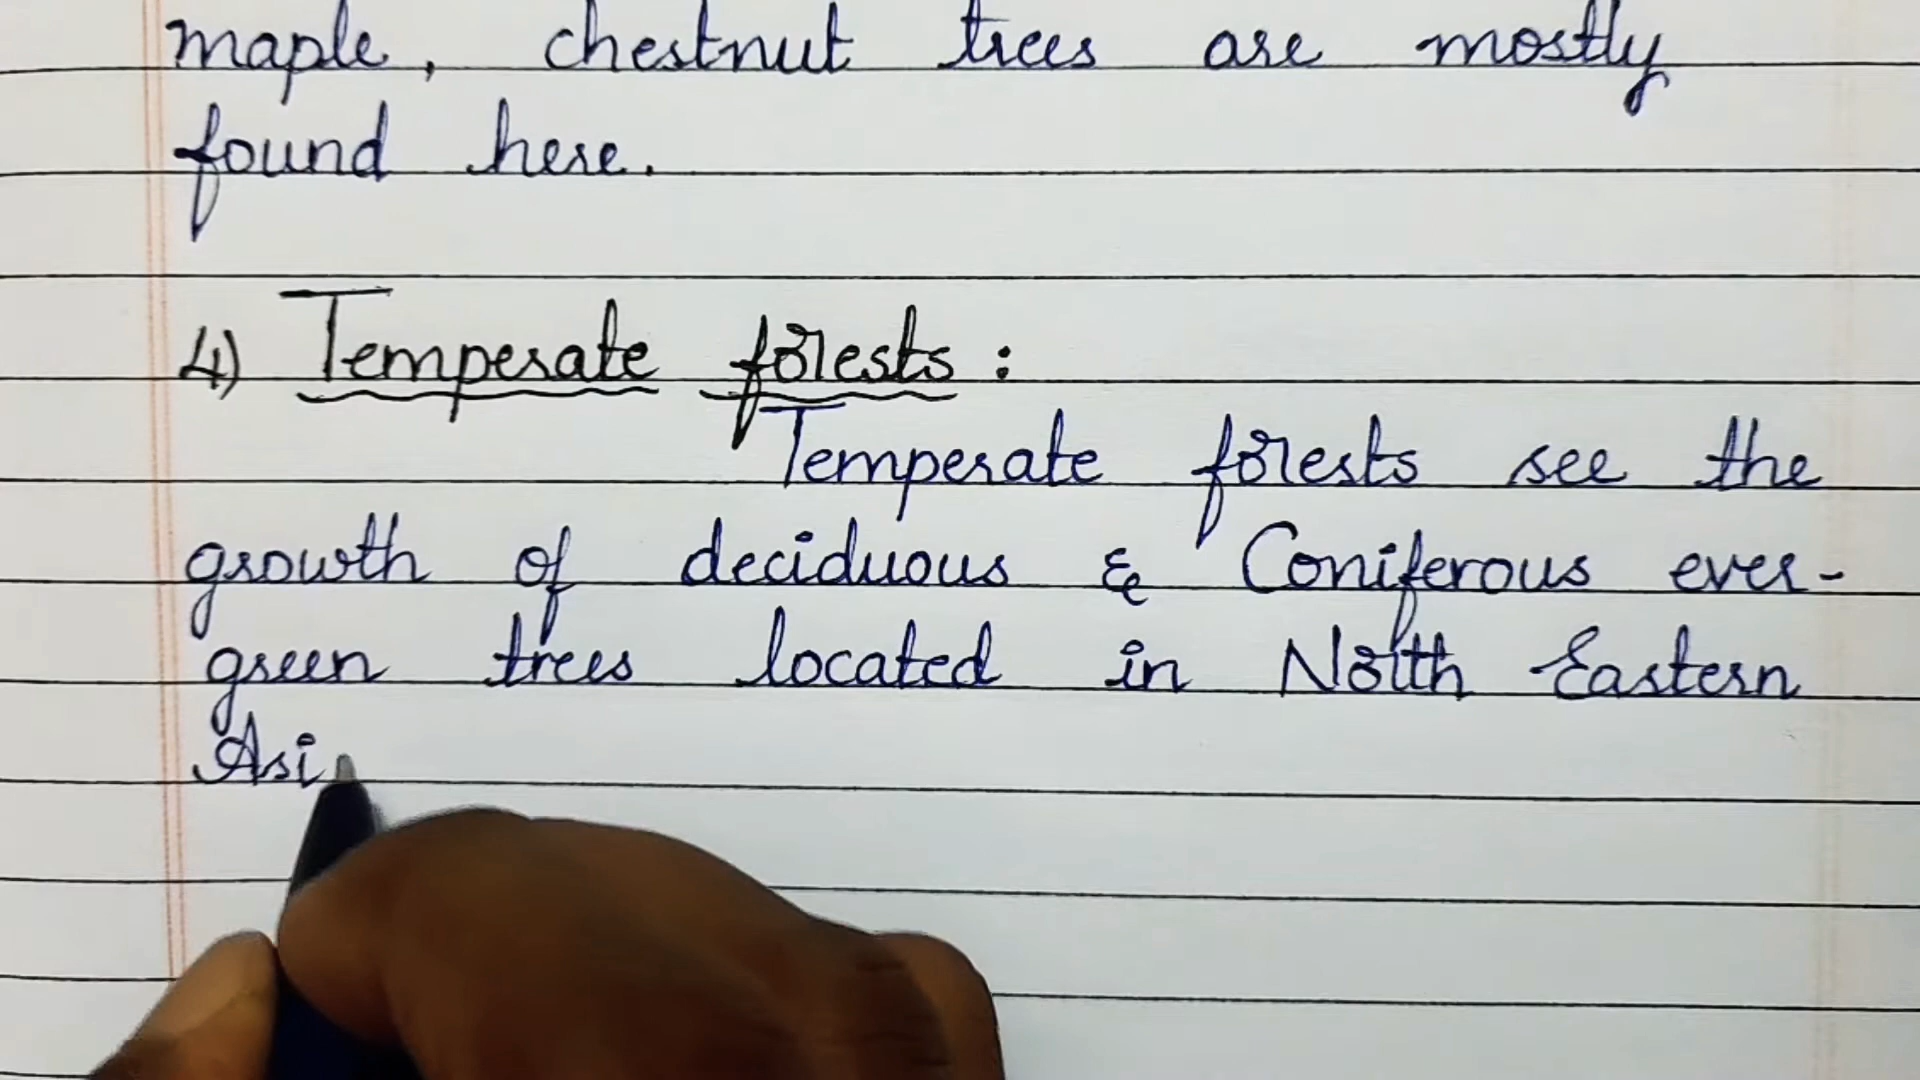 maple, chestnut trees are mostly
found here.
4) Temperate forests :
Temperate forests see the
growth of deciduous & Coniferous ever-
green trees located in North Eastern
Asi